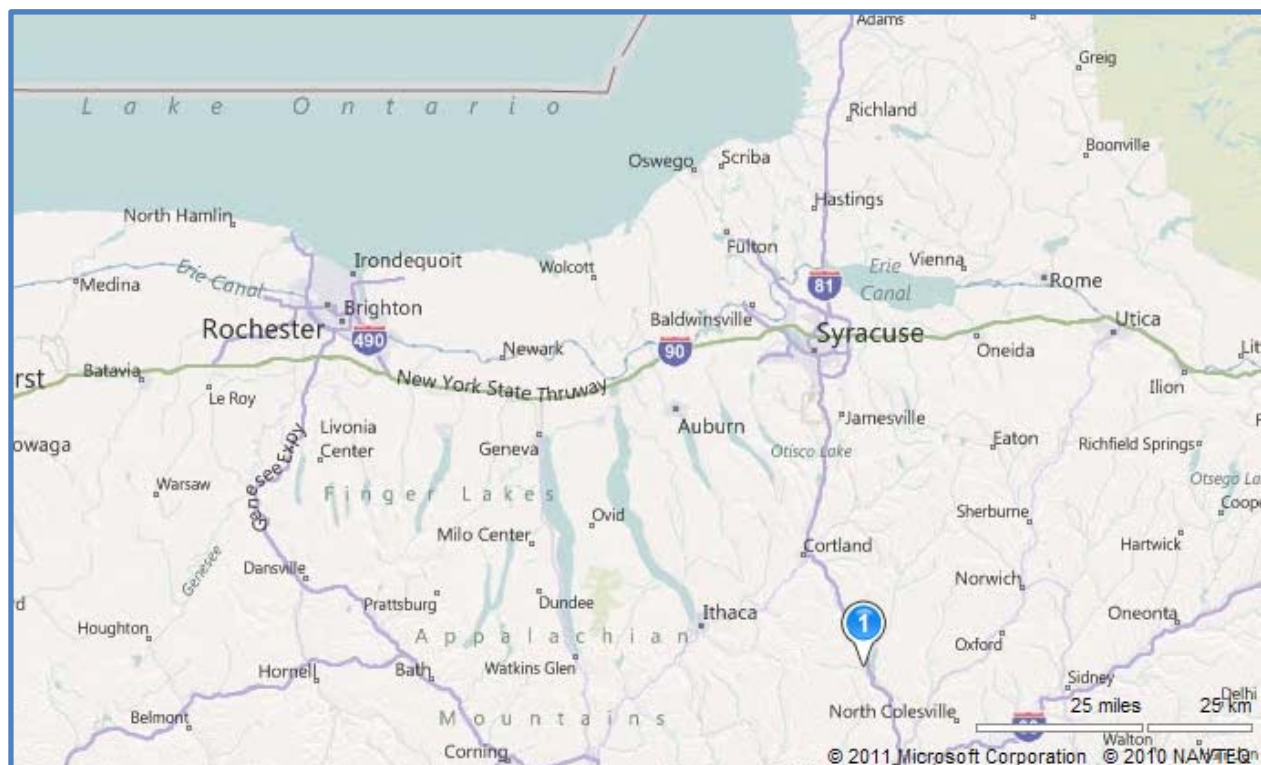 Adams
Greig
Lake Ontario
Richland
Boonville
Oswego
Scriba
Hastings
North Hamlin
Fulton
Irondequoit
Wolcott
Vienna
Erie
Canal
Rome
Medina
Erie Canal
81
Brighton
Rochester
Baldwinsville
Syracuse
Utica
490
90
Newark
Oneida
Batavia
New York State Thruway
Ilion
Le Roy
Livonia
Center
Auburn
Jamesville
Geneva
Otisco Lake
Eaton
Richfield Springs
Genesee Expy
Warsaw
Finger Lakes
Ovid
Sherburne
Milo Center
Cortland
Hartwick
Genesee
Dansville
Norwich
Prattsburg
Dundee
Ithaca
1
Oneonta
Houghton
Appalachian
Oxford
Hornell
Bath
Watkins Glen
Sidney
Belmont
Mountains
North Colesville
25 miles
25 km
Delhi
Corning
Walton
© 2011 Microsoft Corporation © 2010 NAVTEQ